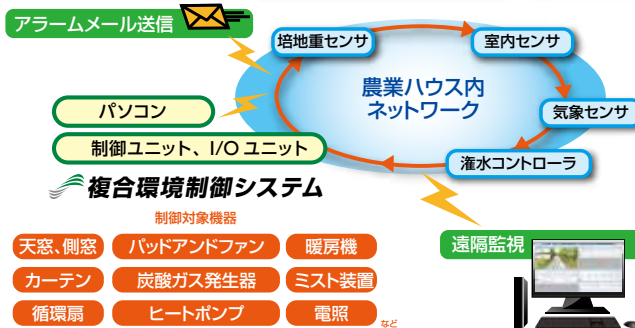 アラームメール送信
培地重センサ
室内センサ
農業ハウス内
ネットワーク
気象センサ
パソコン
制御ユニット、I/O ユニット
潅水コントローラ
複合環境制御システム
制御対象機器
遠隔監視
天窓、側窓
パッドアンドファン
暖房機
カーテン
炭酸ガス発生器
ミスト装置
循環扇
ヒートポンプ
電照
など